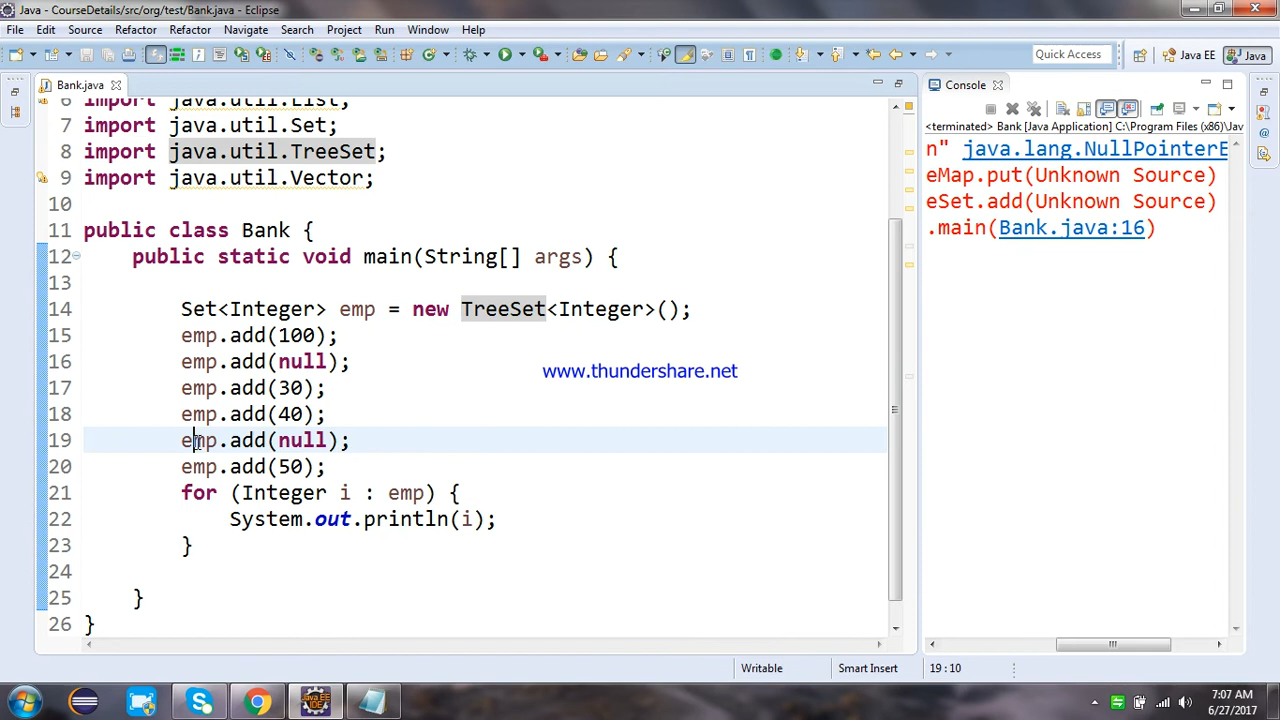 Java - CourseDetails/src/org/test/Bank.java - Eclipse
File Edit Source Refactor Refactor Navigate Search Project Run Window Help
Quick Access Java EE Java
Bank.java
6 import java.util.List;
7 import java.util.Set;
8 import java.util.TreeSet;
9 import java.util.Vector;
10
11 public class Bank {
12 public static void main(String[] args) {
13
14 Set<Integer> emp = new TreeSet<Integer>();
15 emp.add(100);
16 emp.add(null);
17 emp.add(30);
18 emp.add(40);
19 emp.add(null);
20 emp.add(50);
21 for (Integer i : emp) {
22 System.out.println(i);
23 }
24
25 }
26 }
www.thundershare.net
Console
<terminated> Bank [Java Application] C:\Program Files (x86)\Jav
n" java.lang.NullPointerE
eMap.put(Unknown Source)
eSet.add(Unknown Source)
.main(Bank.java:16)
Writable Smart Insert 19 : 10
7:07 AM
6/27/2017